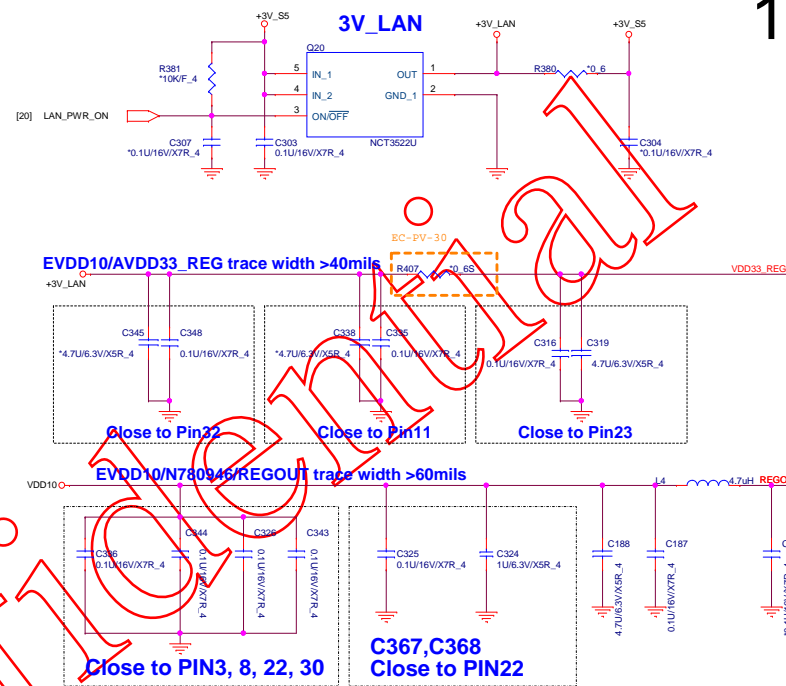 1
+3V_S5
3V_LAN
+3V_LAN
+3V_S5
Q20
R381
*10K/F_4
5 IN_1 OUT 1
4 IN_2 GND_1 2
3 ON/OFF
NCT3522U
R380 *0_6
[20] LAN_PWR_ON
C307
*0.1U/16V/X7R_4
C303
0.1U/16V/X7R_4
C304
*0.1U/16V/X7R_4
EC-PV-30
EVDD10/AVDD33_REG trace width >40mils
R407 *0_6S
VDD33_REG
+3V_LAN
C345
*4.7U/6.3V/X5R_4
C348
0.1U/16V/X7R_4
C338
*4.7U/6.3V/X5R_4
C335
0.1U/16V/X7R_4
C316
0.1U/16V/X7R_4
C319
4.7U/6.3V/X5R_4
Close to Pin32
Close to Pin11
Close to Pin23
EVDD10/N780946/REGOUT trace width >60mils
VDD10
L4 4.7uH REGO
C336
0.1U/16V/X7R_4
C344
0.1U/16V/X7R_4
C326
0.1U/16V/X7R_4
C343
0.1U/16V/X7R_4
C325
0.1U/16V/X7R_4
C324
1U/6.3V/X5R_4
C188
4.7U/6.3V/X5R_4
C187
0.1U/16V/X7R_4
Close to PIN3, 8, 22, 30
C367,C368
Close to PIN22